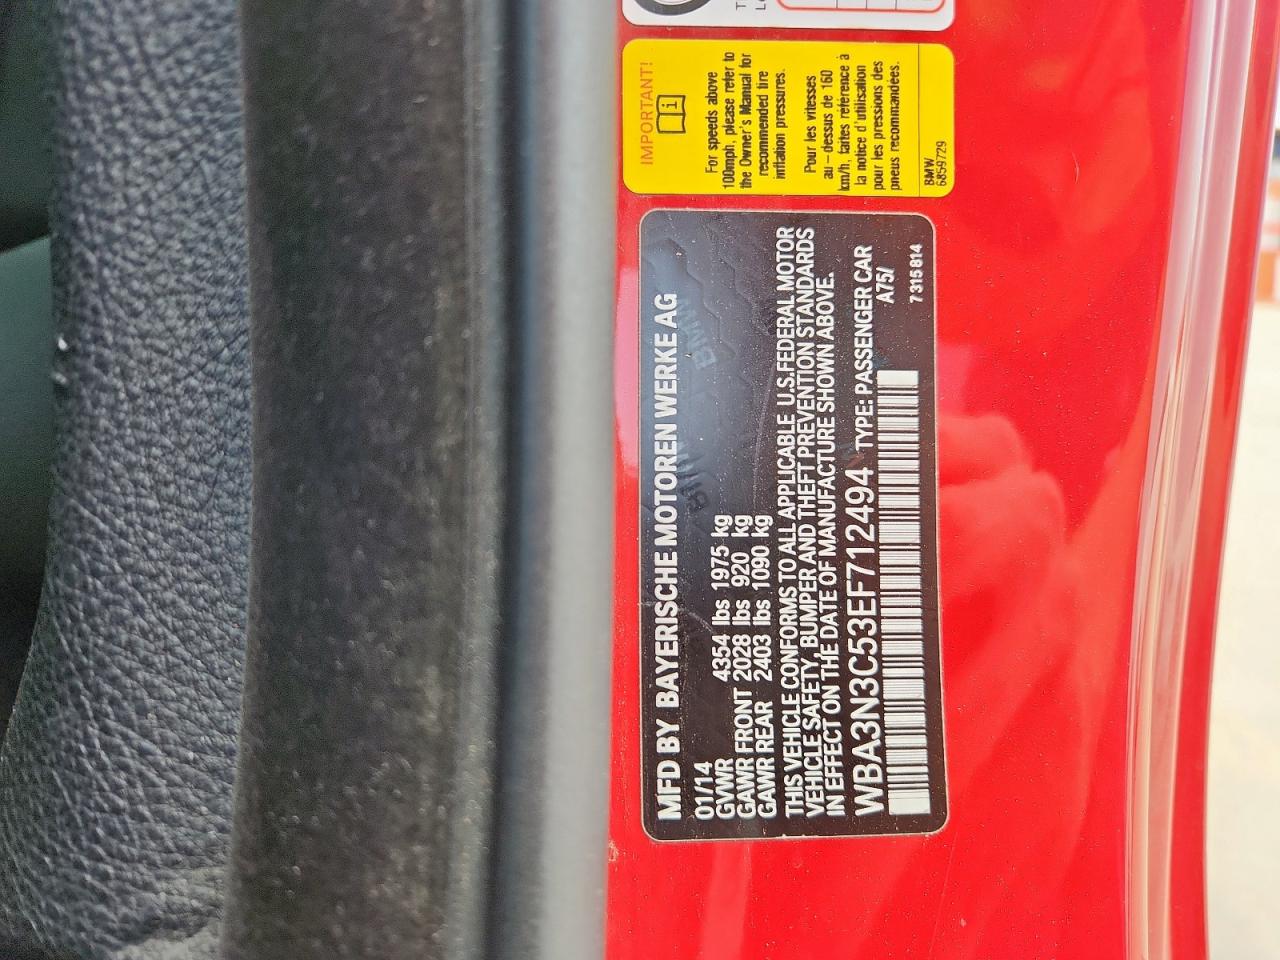 IMPORTANT!
For speeds above
100mph, please refer to
the Owner's Manual for
recommended tire
inflation pressures.
Pour les vitesses
au-dessus de 160
km/h, faites référence à
la notice d'utilisation
pour les pressions des
pneus recommandées.
BMW
6859729
MFD BY BAYERISCHE MOTOREN WERKE AG
01/14
GVWR 4354 lbs 1975 kg
GAWR FRONT 2028 lbs 920 kg
GAWR REAR 2403 lbs 1090 kg
THIS VEHICLE CONFORMS TO ALL APPLICABLE U.S.FEDERAL MOTOR
VEHICLE SAFETY, BUMPER AND THEFT PREVENTION STANDARDS
IN EFFECT ON THE DATE OF MANUFACTURE SHOWN ABOVE.
WBA3N3C53EF712494 TYPE: PASSENGER CAR
A75/
7 315 814